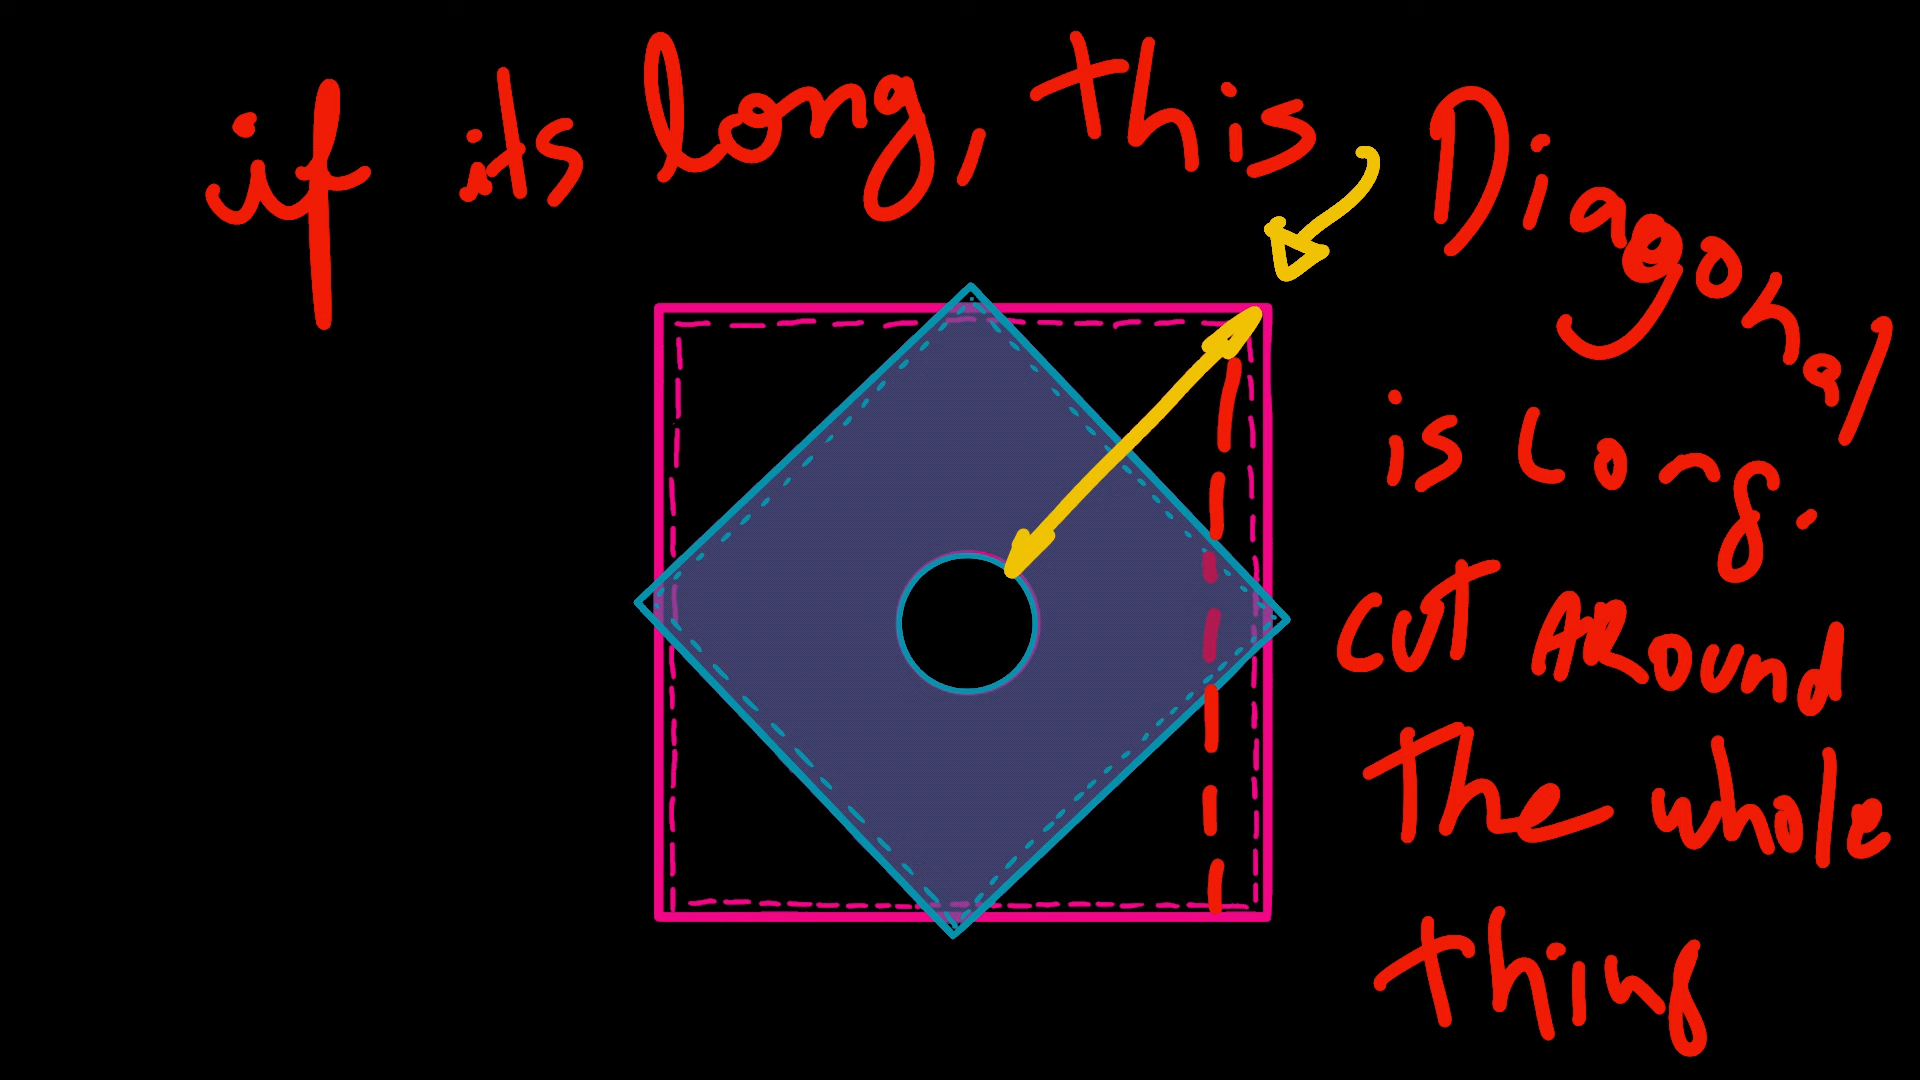 if its long, this Diagonal
is Long.
CUT AROUnd
The whole
thing